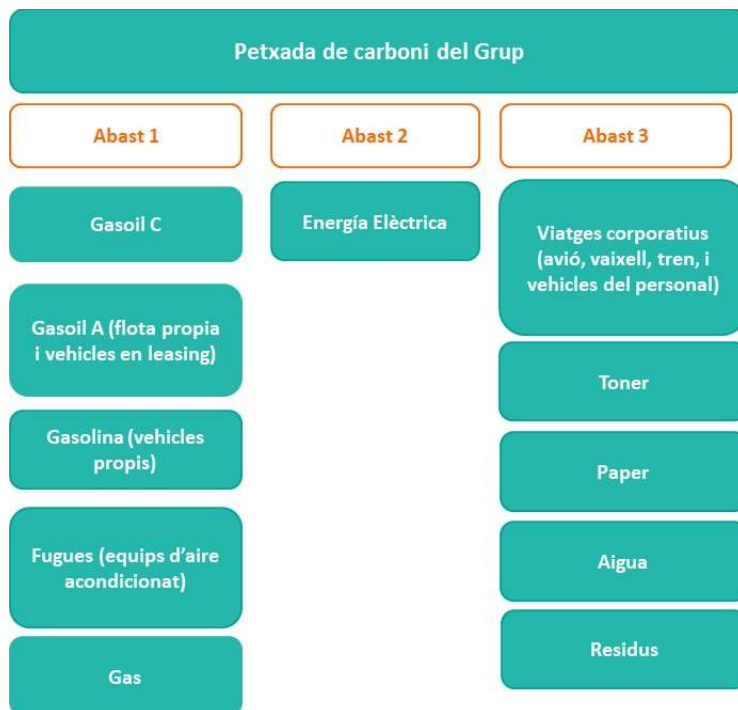 Petxada de carboni del Grup
Abast 1
Abast 2
Abast 3
Gasoil C
Gasoil A (flota propia
i vehicles en leasing)
Gasolina (vehicles
propis)
Fugues (equips d’aire
acondicionat)
Gas
Energía Elèctrica
Viatges corporatius
(avió, vaixell, tren, i
vehicles del personal)
Toner
Paper
Aigua
Residus